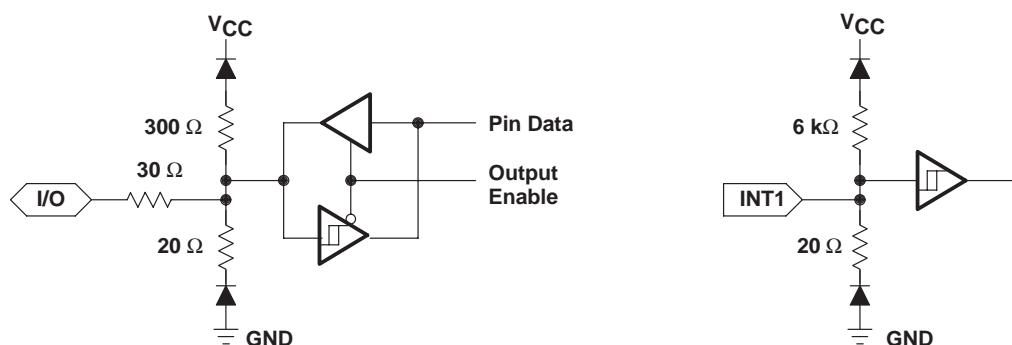 VCC
300 Ω
30 Ω
I/O
20 Ω
GND
Pin Data
Output
Enable
VCC
6 kΩ
INT1
20 Ω
GND